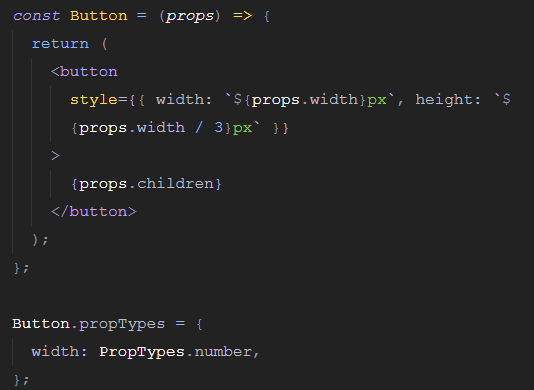 const Button = (props) => {
return (
<button
style={{ width: `${props.width}px`, height: `$
{props.width / 3}px` }}
>
{props.children}
</button>
);
};
Button.propTypes = {
width: PropTypes.number,
};